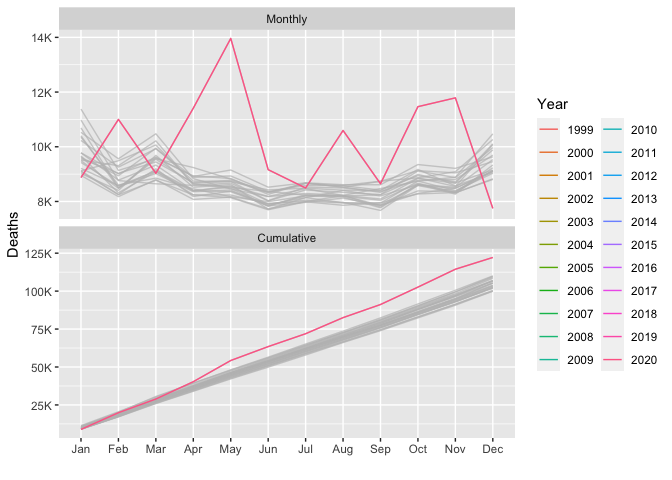 Monthly
14K
12K
10K
8K
Deaths
Cumulative
125K
100K
75K
50K
25K
Jan Feb Mar Apr May Jun Jul Aug Sep Oct Nov Dec
Year
1999 2010
2000 2011
2001 2012
2002 2013
2003 2014
2004 2015
2005 2016
2006 2017
2007 2018
2008 2019
2009 2020